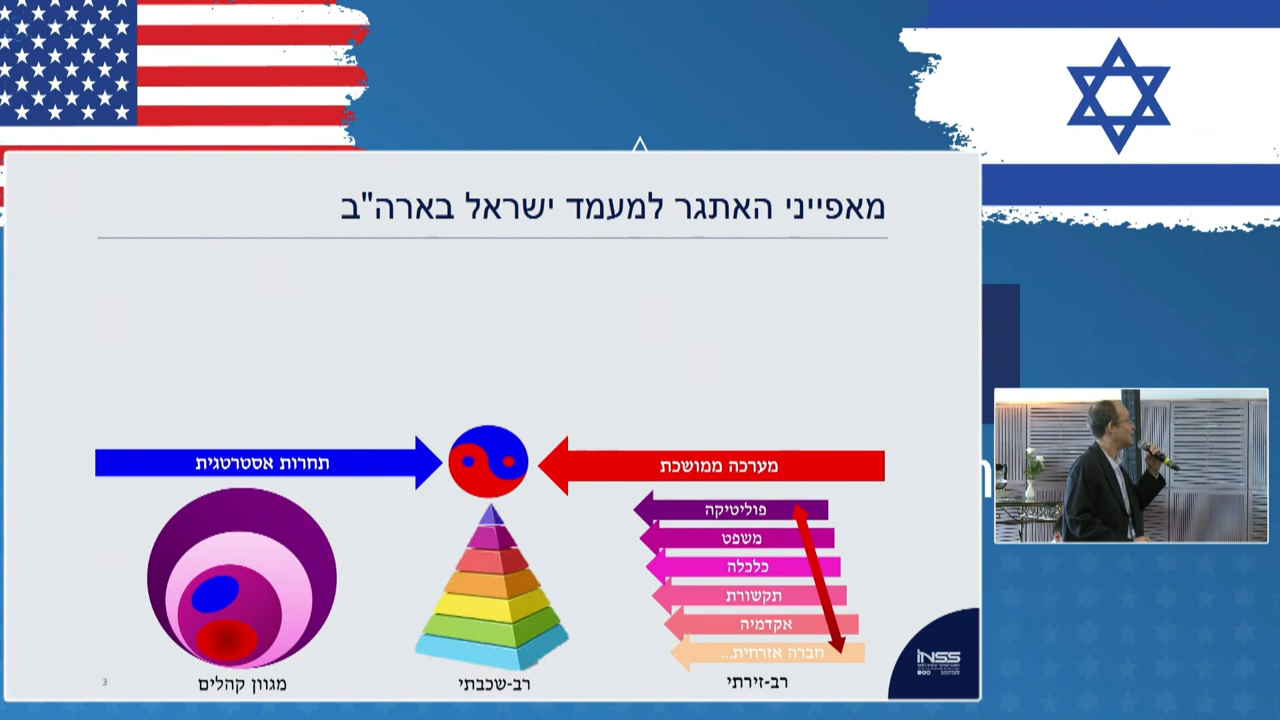 מאפייני האתגר למעמד ישראל בארה"ב
מערכה ממושכת
תחרות אסטרטגית
פוליטיקה
משפט
כלכלה
תקשורת
אקדמיה
חברה אזרחית...
רב-זירתי
רב-שכבתי
מגוון קהלים
iNSS
3